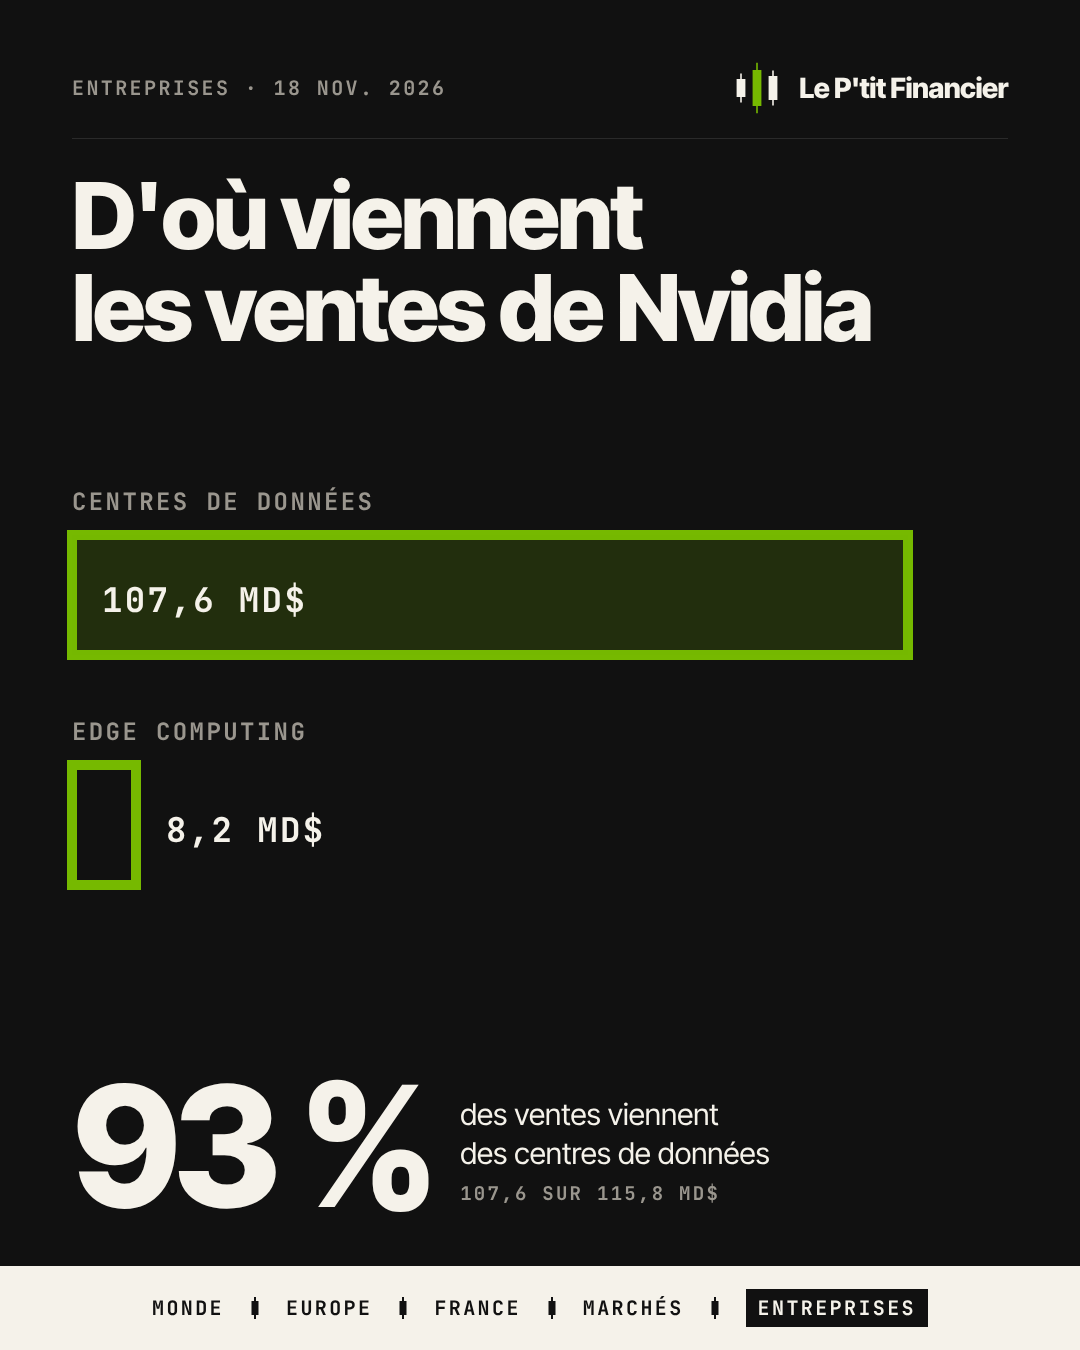 ENTREPRISES · 18 NOV. 2026
Le P'tit Financier
D'où viennent
les ventes de Nvidia
CENTRES DE DONNÉES
107,6 MD$
EDGE COMPUTING
8,2 MD$
93 %
des ventes viennent
des centres de données
107,6 SUR 115,8 MD$
MONDE EUROPE FRANCE MARCHÉS ENTREPRISES